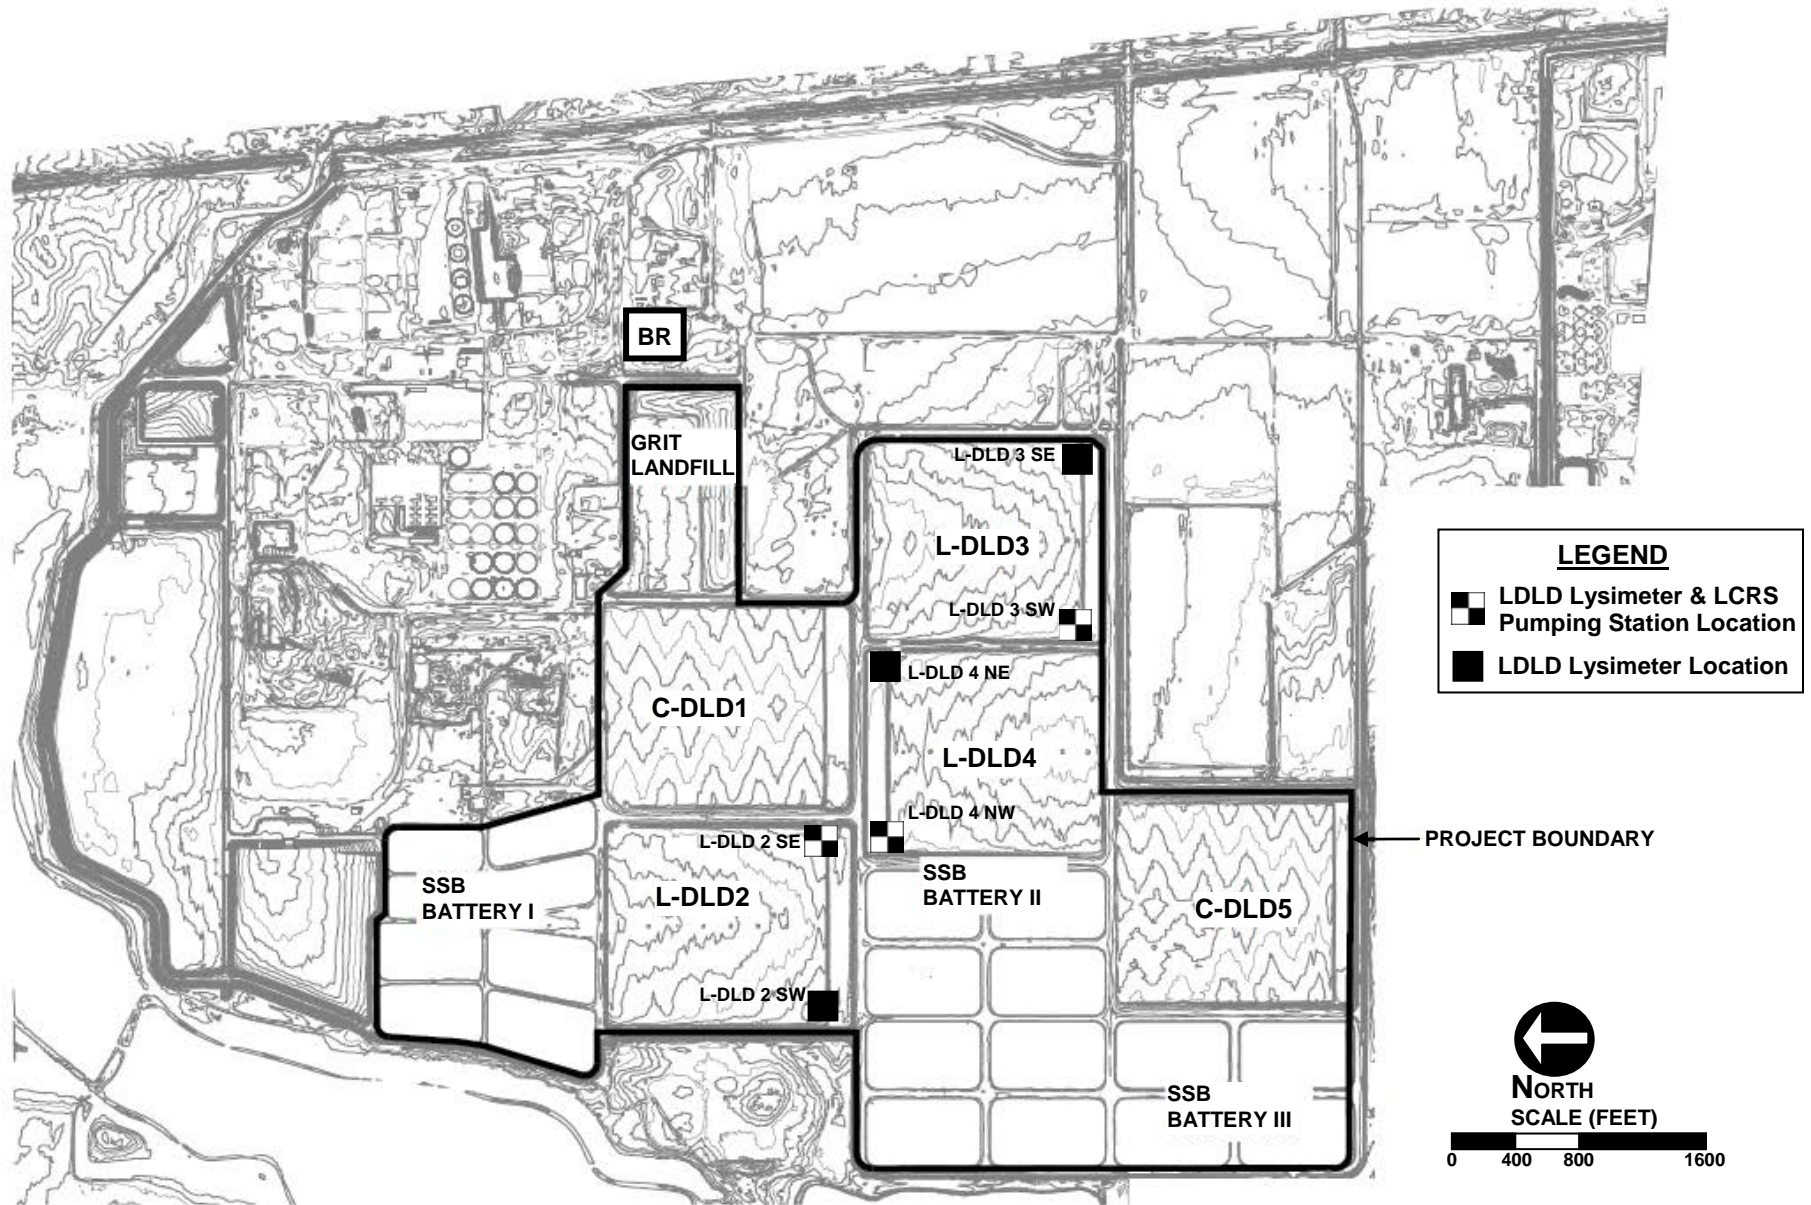 BR
GRIT
LANDFILL
L-DLD 3 SE
L-DLD3
L-DLD 3 SW
L-DLD 4 NE
C-DLD1
L-DLD4
L-DLD 4 NW
L-DLD 2 SE
SSB
BATTERY I
L-DLD2
SSB
BATTERY II
C-DLD5
L-DLD 2 SW
SSB
BATTERY III
LEGEND
LDLD Lysimeter & LCRS
Pumping Station Location
LDLD Lysimeter Location
PROJECT BOUNDARY
NORTH
SCALE (FEET)
0 400 800 1600